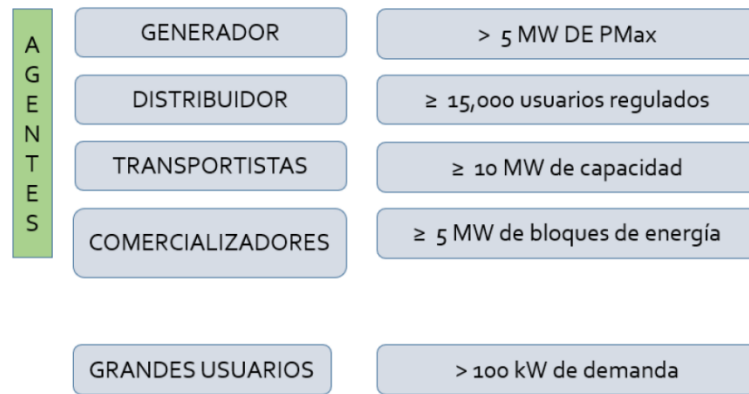 AGENTES
GENERADOR
> 5 MW DE PMax
DISTRIBUIDOR
≥ 15,000 usuarios regulados
TRANSPORTISTAS
≥ 10 MW de capacidad
COMERCIALIZADORES
≥ 5 MW de bloques de energía
GRANDES USUARIOS
> 100 kW de demanda